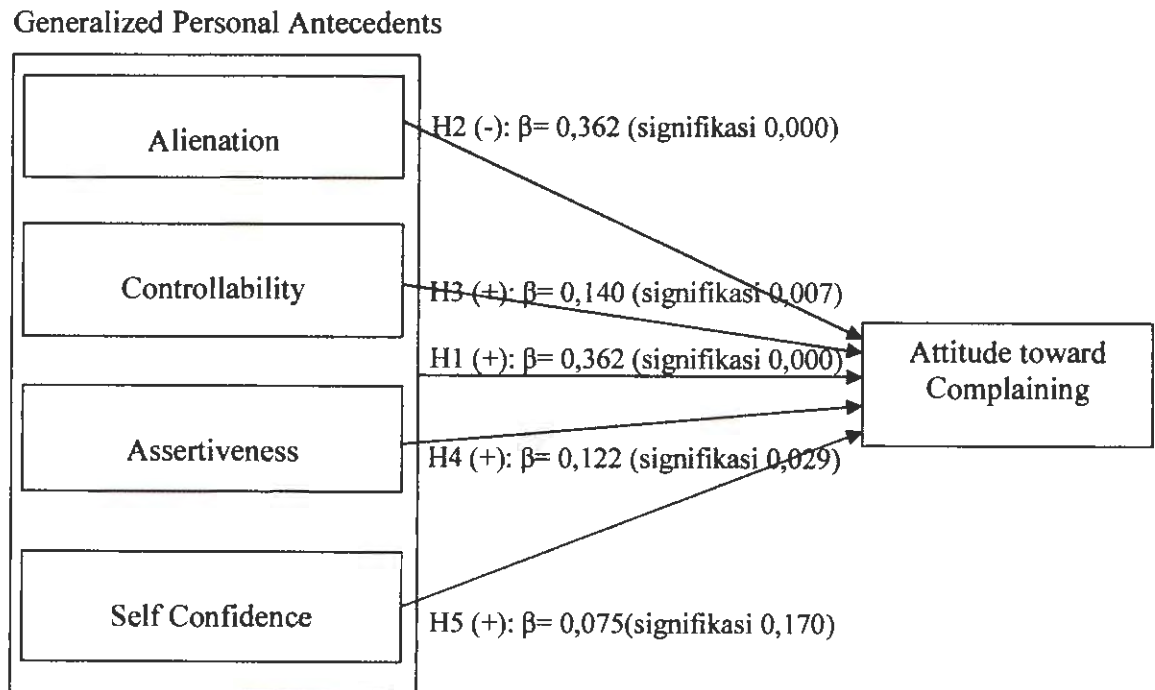 Generalized Personal Antecedents
Alienation
H2 (-): β= 0,362 (signifikasi 0,000)
Controllability
H3 (+): β= 0,140 (signifikasi 0,007)
H1 (+): β= 0,362 (signifikasi 0,000)
Attitude toward
Complaining
Assertiveness
H4 (+): β= 0,122 (signifikasi 0,029)
Self Confidence
H5 (+): β= 0,075(signifikasi 0,170)